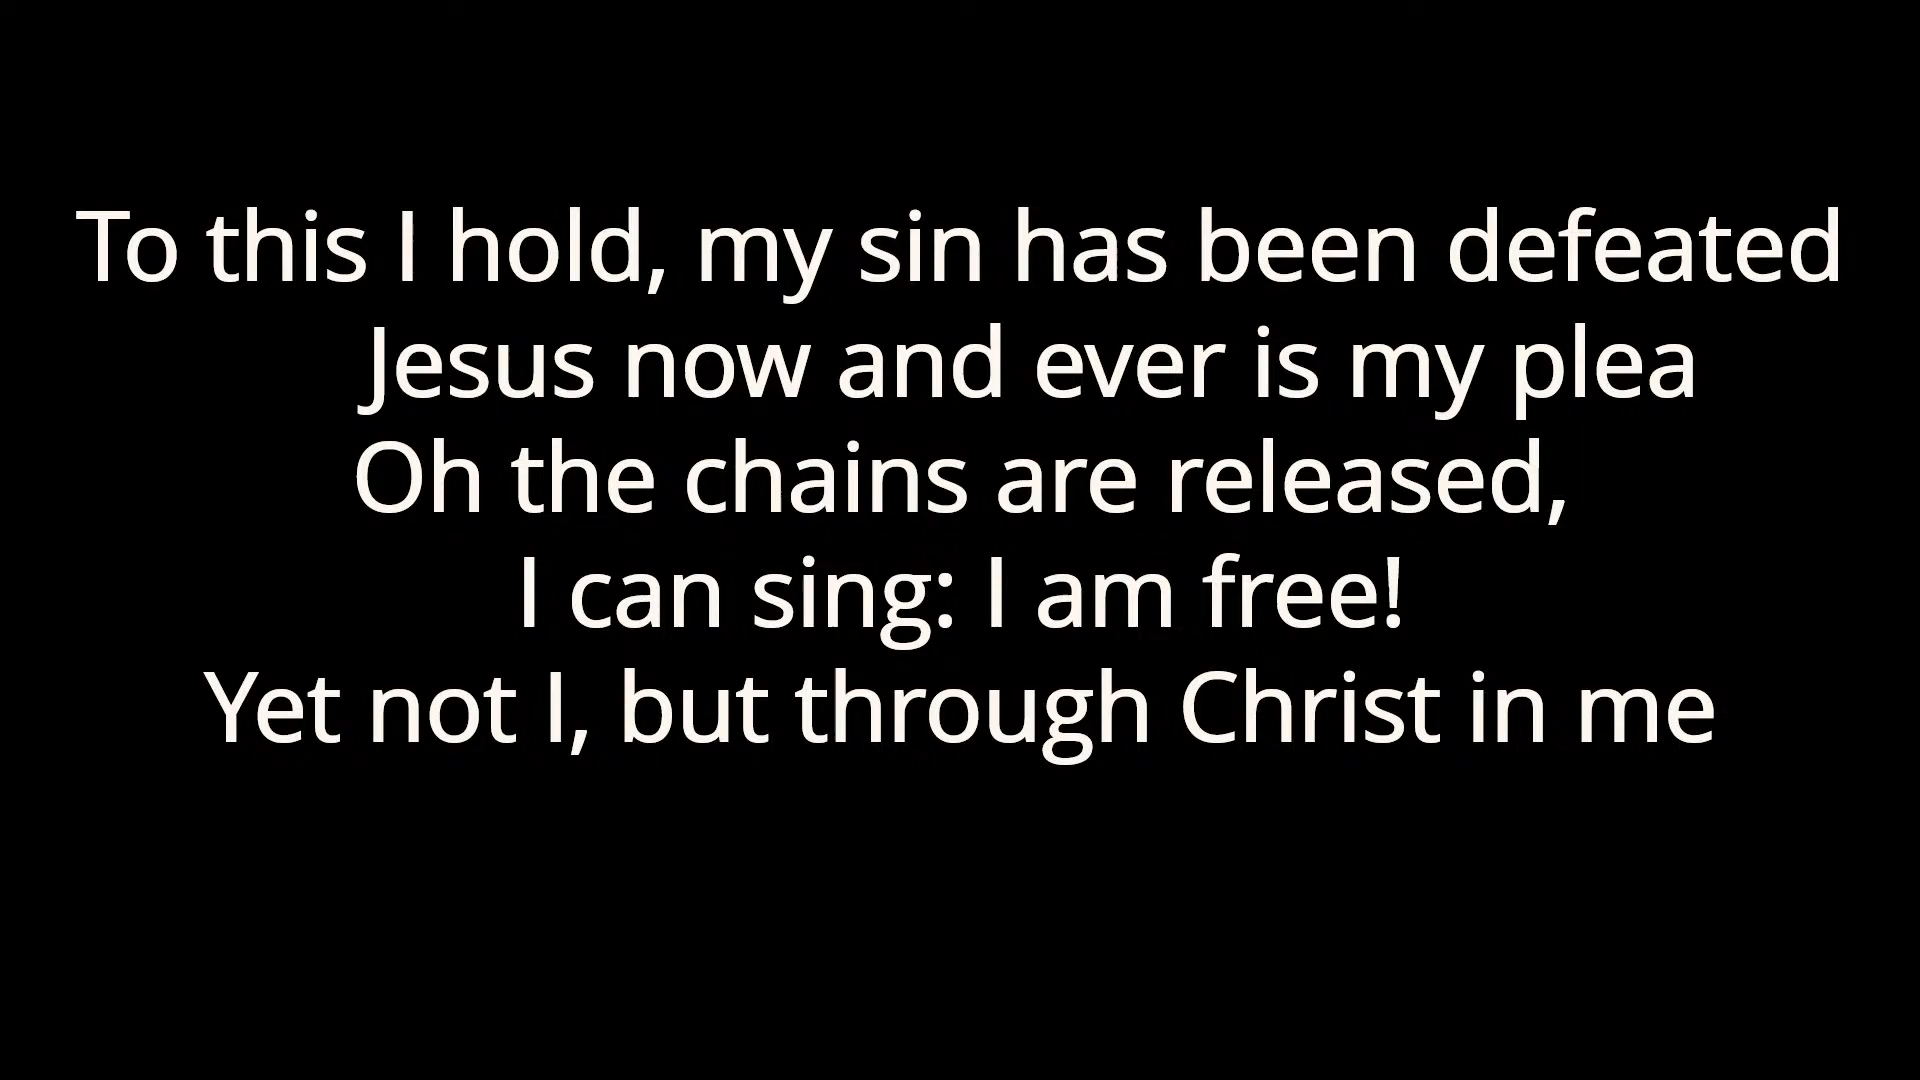 To this I hold, my sin has been defeated
Jesus now and ever is my plea
Oh the chains are released,
I can sing: I am free!
Yet not I, but through Christ in me